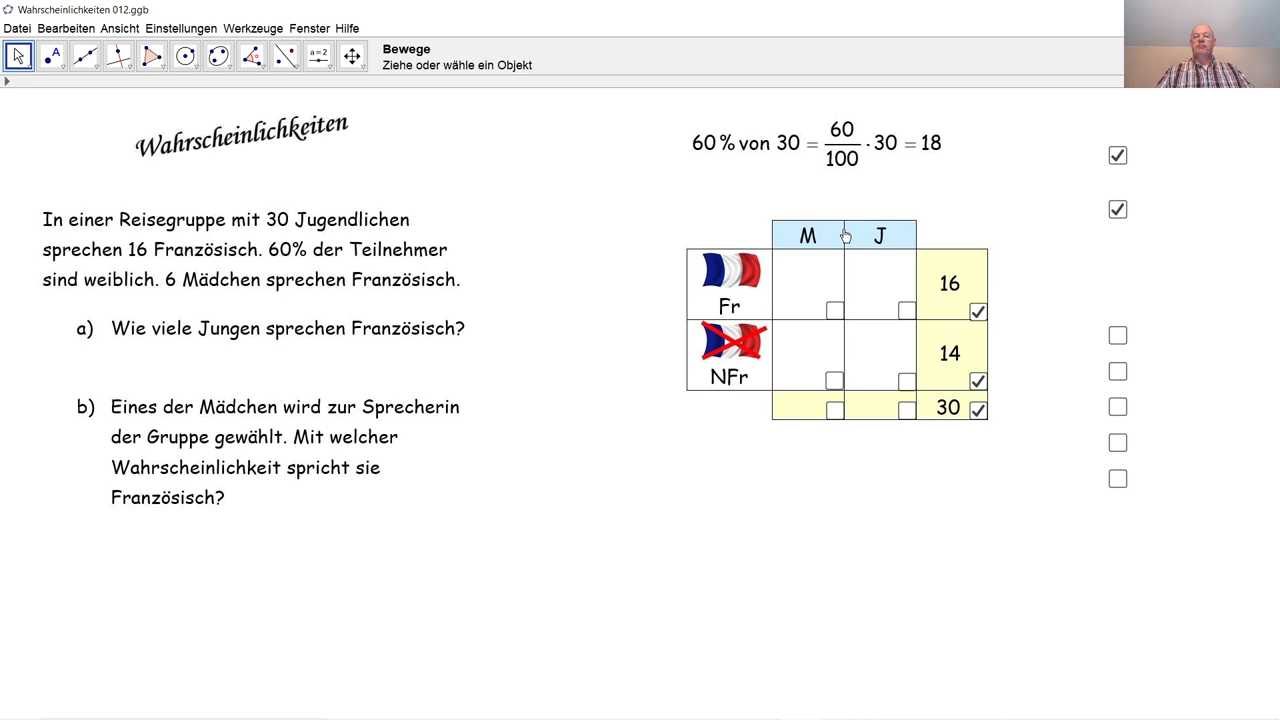 Wahrscheinlichkeiten 012.ggb
Datei Bearbeiten Ansicht Einstellungen Werkzeuge Fenster Hilfe
A
a=2
Bewege
Ziehe oder wähle ein Objekt
Wahrscheinlichkeiten
In einer Reisegruppe mit 30 Jugendlichen
sprechen 16 Französisch. 60% der Teilnehmer
sind weiblich. 6 Mädchen sprechen Französisch.
a) Wie viele Jungen sprechen Französisch?
b) Eines der Mädchen wird zur Sprecherin
der Gruppe gewählt. Mit welcher
Wahrscheinlichkeit spricht sie
Französisch?
60 % von 30 = 60/100 · 30 = 18
M J
Fr 16
NFr 14
30